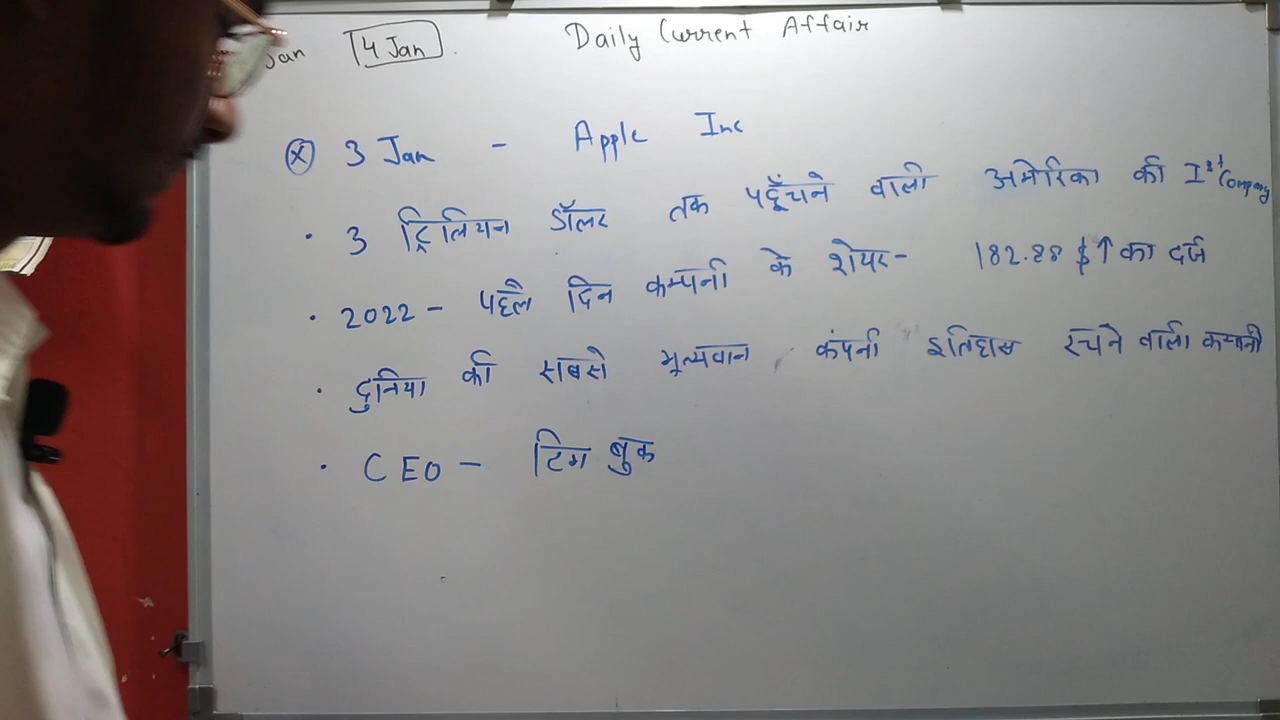 Jan 4 Jan. Daily Current Affair
(x) 3 Jan - Apple Inc
• 3 ट्रिलियन डॉलर तक पहूँचने वाली अमेरिका की Ist Company
• 2022 - पहले दिन कम्पनी के शेयर - 182.88 $↑ का दर्ज
• दुनिया की सबसे मूल्यवान कंपनी इतिहास रचने वाली कम्पनी
• CEO - टिम बुक